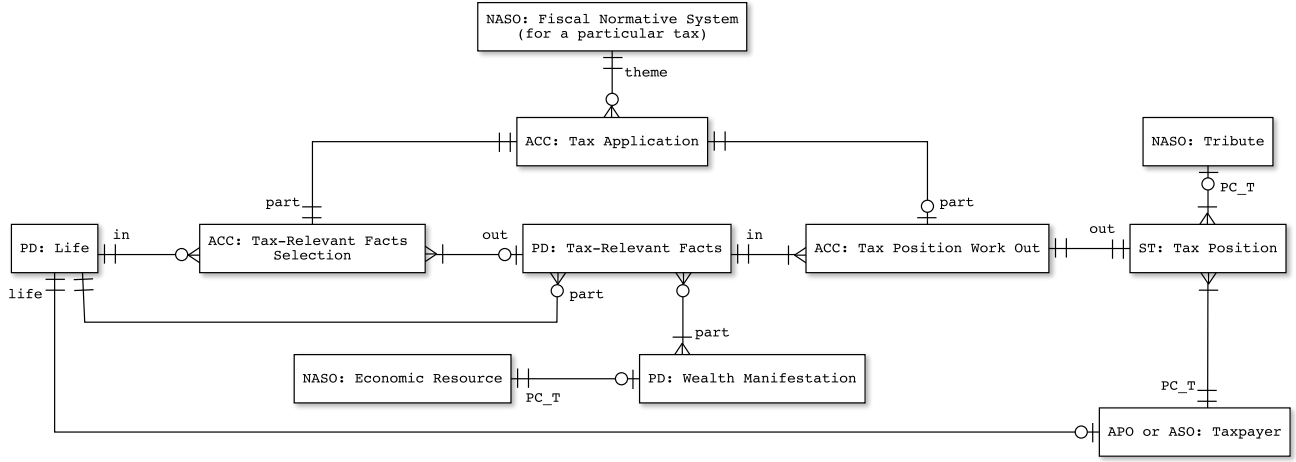 NASO: Fiscal Normative System
(for a particular tax)
theme
ACC: Tax Application
NASO: Tribute
PC_T
part
part
PD: Life
in
ACC: Tax-Relevant Facts
Selection
out
PD: Tax-Relevant Facts
in
ACC: Tax Position Work Out
out
ST: Tax Position
life
part
part
NASO: Economic Resource
PC_T
PD: Wealth Manifestation
PC_T
APO or ASO: Taxpayer